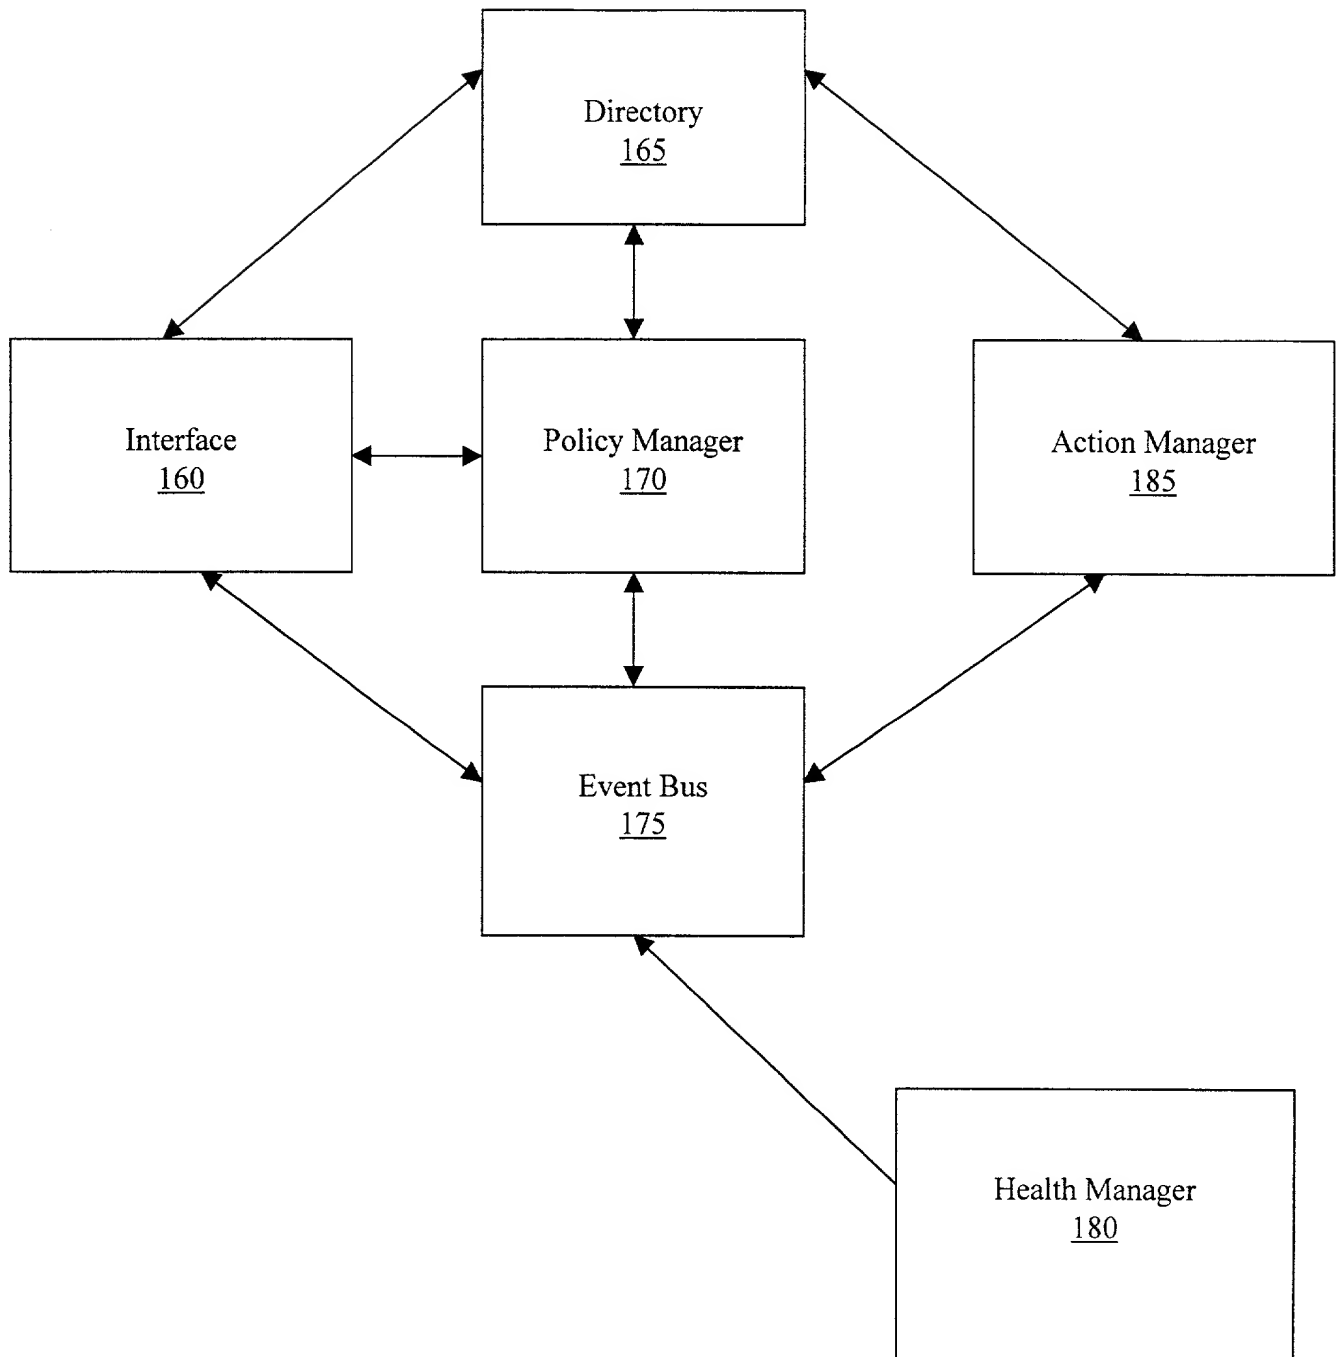 Directory
165
Interface
160
Policy Manager
170
Action Manager
185
Event Bus
175
Health Manager
180